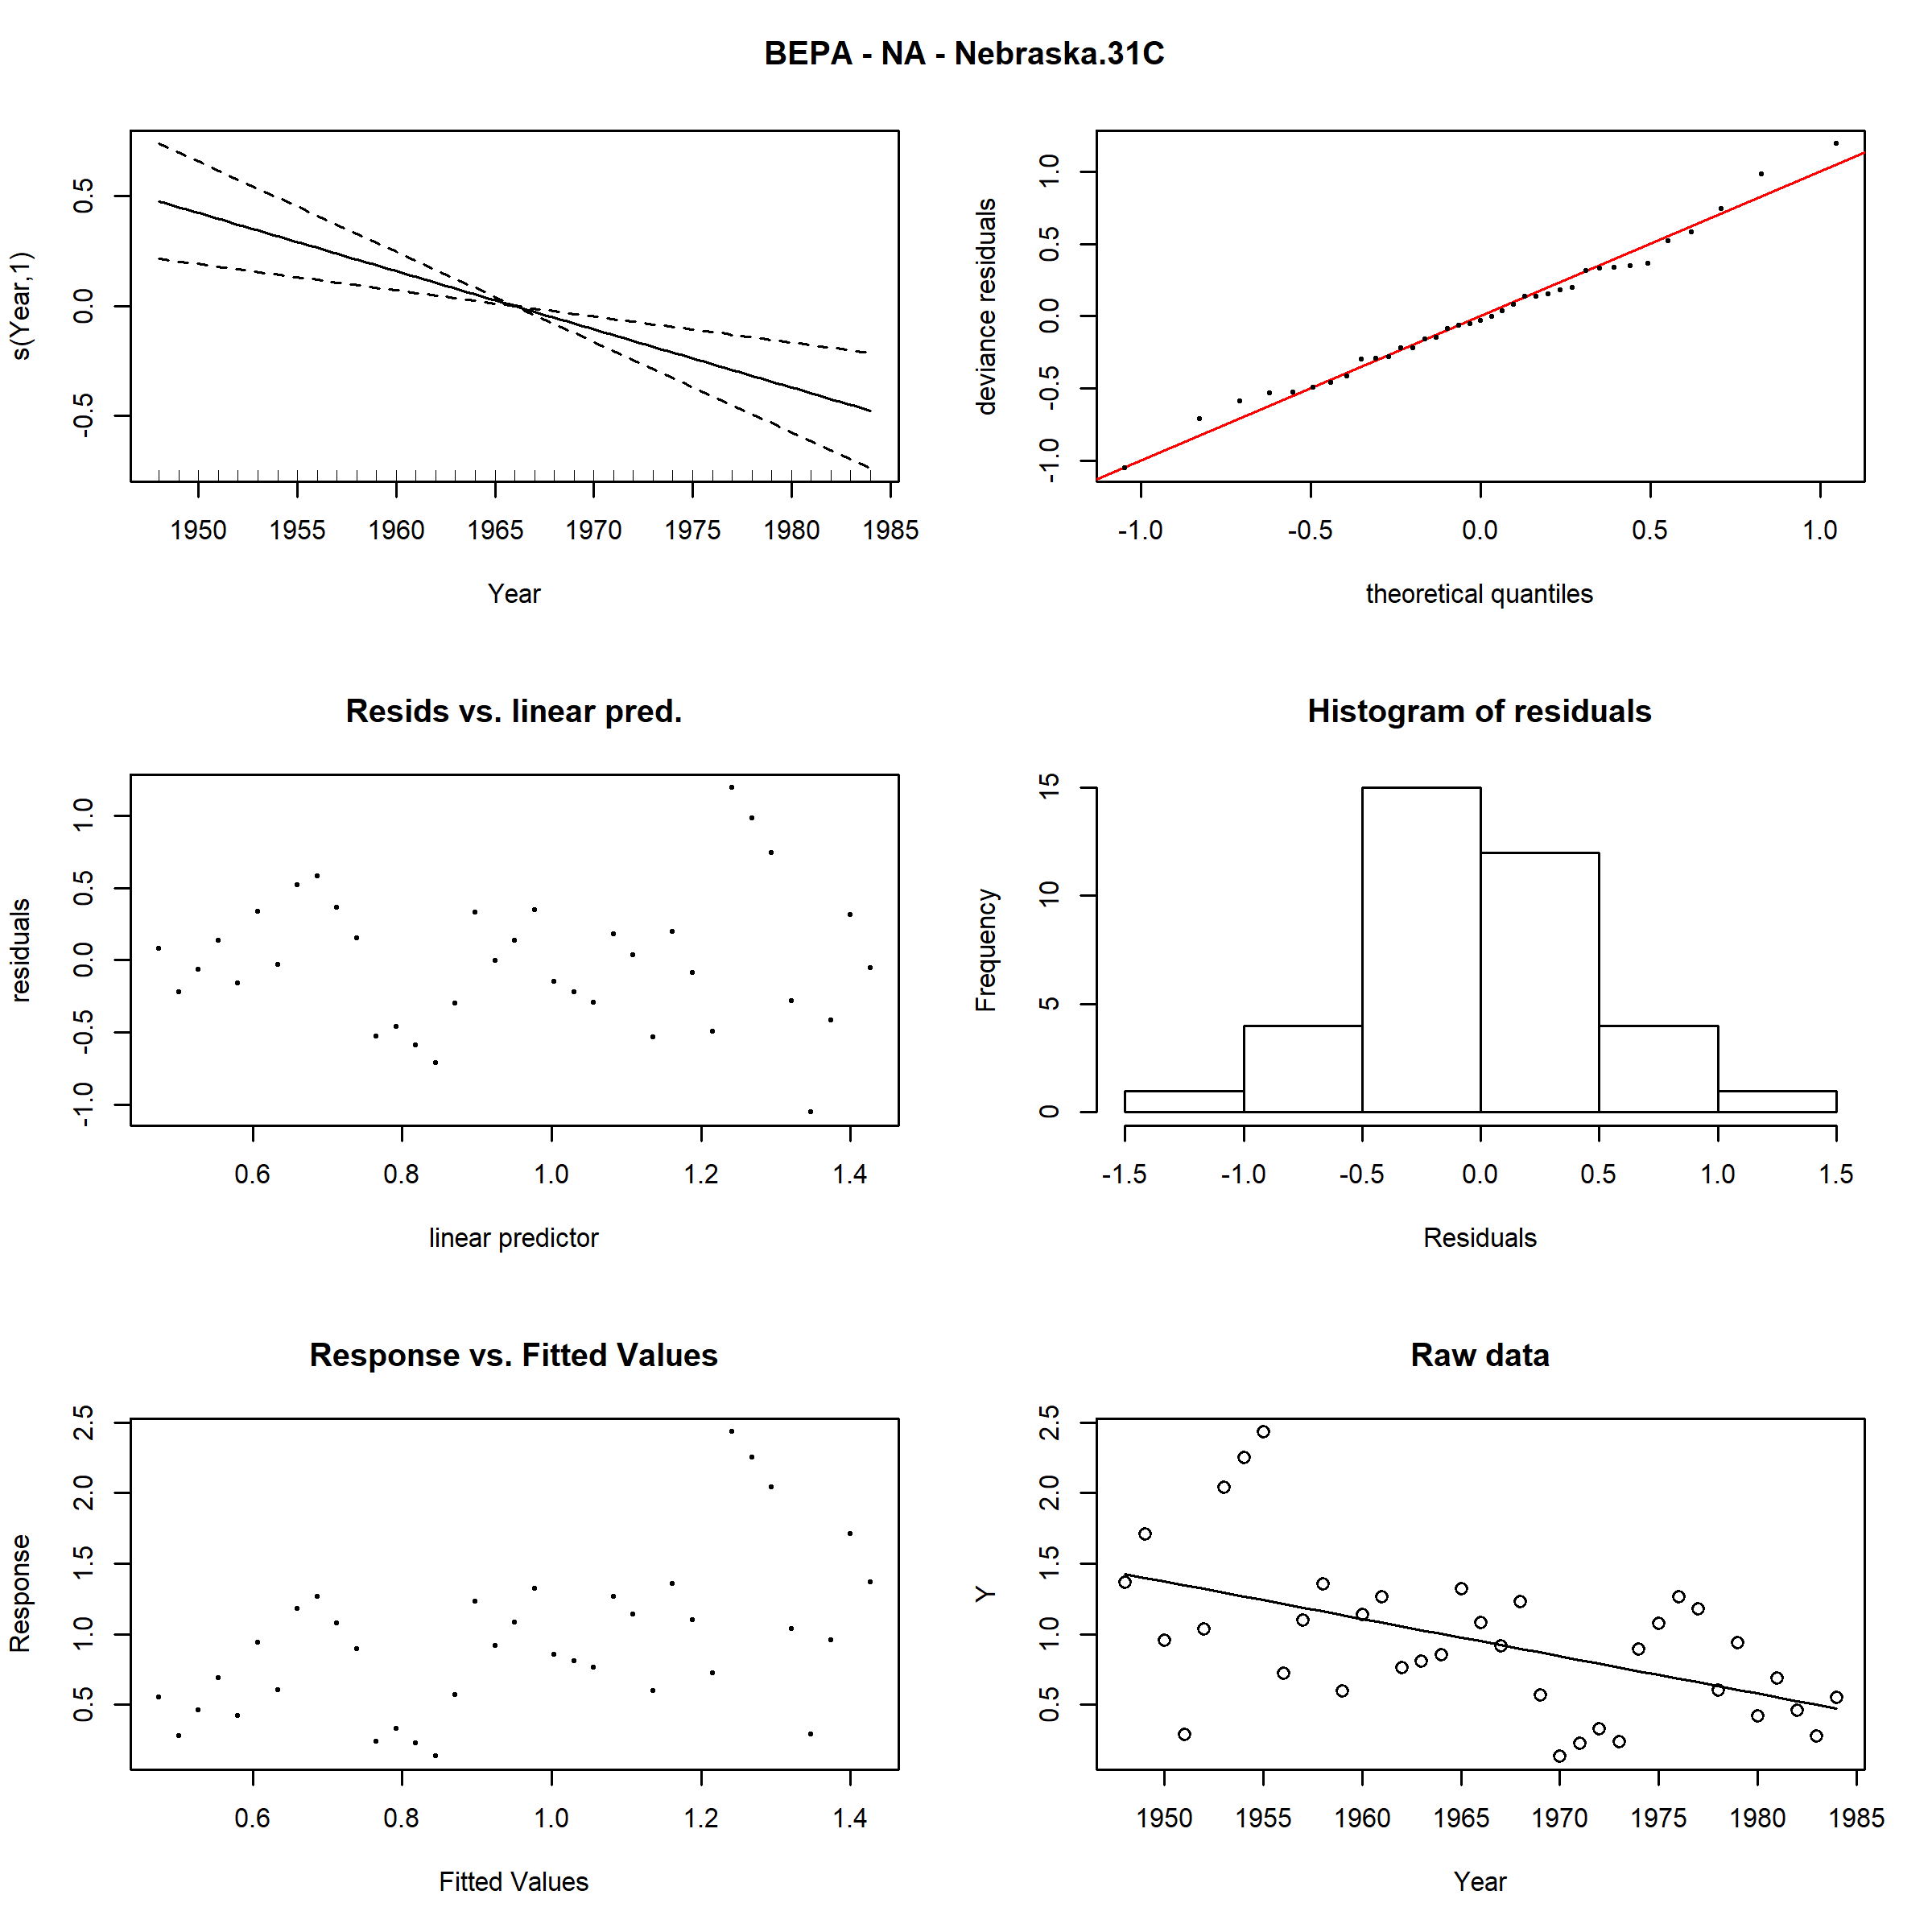 BEPA - NA - Nebraska.31C
s(Year,1)
-0.5 0.0 0.5
1950 1955 1960 1965 1970 1975 1980 1985
Year
deviance residuals
-1.0 -0.5 0.0 0.5 1.0
-1.0 -0.5 0.0 0.5 1.0
theoretical quantiles
Resids vs. linear pred.
residuals
-1.0 -0.5 0.0 0.5 1.0
0.6 0.8 1.0 1.2 1.4
linear predictor
Histogram of residuals
Frequency
0 5 10 15
-1.5 -1.0 -0.5 0.0 0.5 1.0 1.5
Residuals
Response vs. Fitted Values
Response
0.5 1.0 1.5 2.0 2.5
0.6 0.8 1.0 1.2 1.4
Fitted Values
Raw data
Y
0.5 1.0 1.5 2.0 2.5
1950 1955 1960 1965 1970 1975 1980 1985
Year